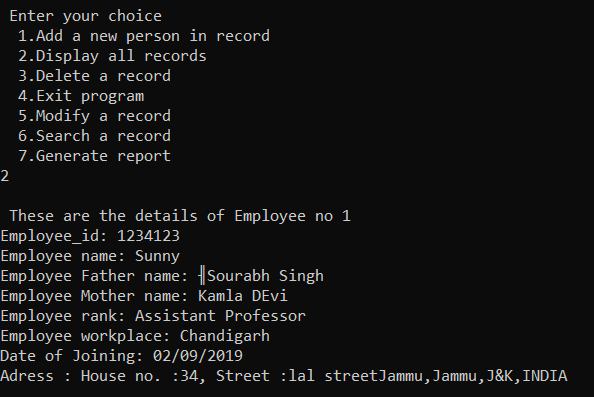 Enter your choice
1.Add a new person in record
2.Display all records
3.Delete a record
4.Exit program
5.Modify a record
6.Search a record
7.Generate report
2
These are the details of Employee no 1
Employee_id: 1234123
Employee name: Sunny
Employee Father name: ╢Sourabh Singh
Employee Mother name: Kamla DEvi
Employee rank: Assistant Professor
Employee workplace: Chandigarh
Date of Joining: 02/09/2019
Adress : House no. :34, Street :lal streetJammu,Jammu,J&K,INDIA